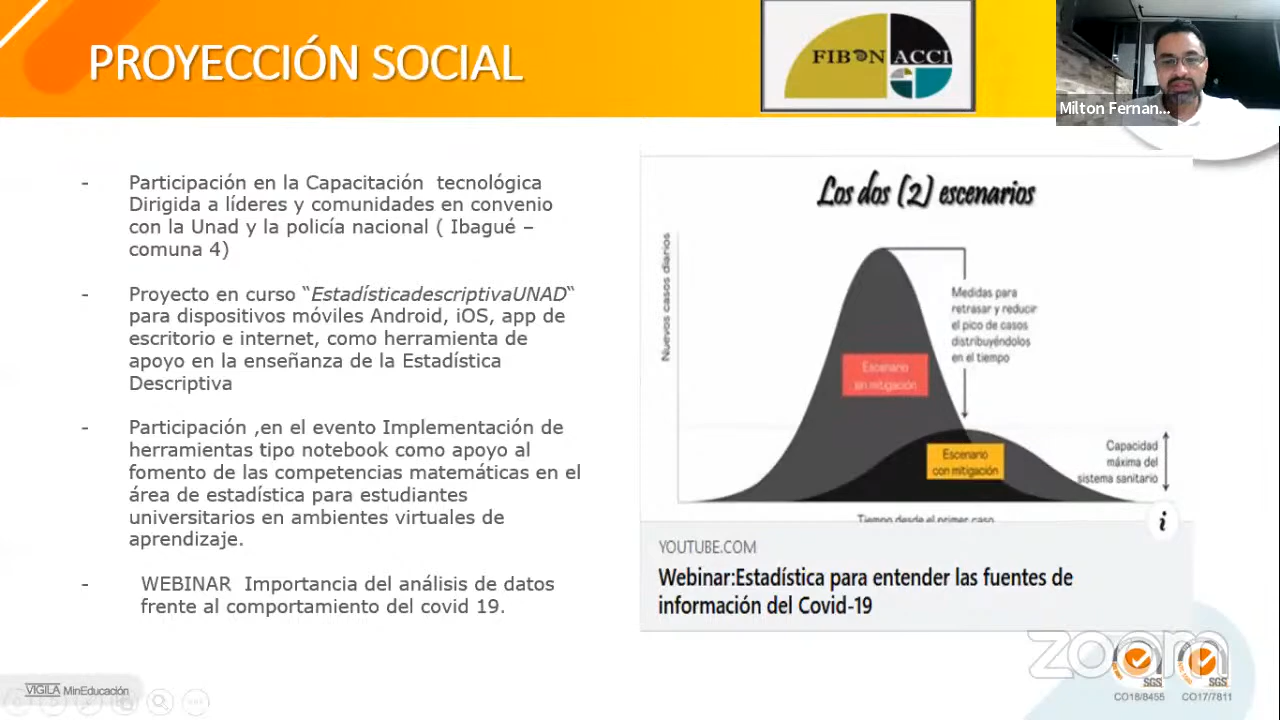 PROYECCIÓN SOCIAL
FIBONACCI
Milton Fernan...
- Participación en la Capacitación tecnológica
Dirigida a líderes y comunidades en convenio
con la Unad y la policía nacional ( Ibagué –
comuna 4)
- Proyecto en curso “EstadísticadescriptivaUNAD“
para dispositivos móviles Android, iOS, app de
escritorio e internet, como herramienta de
apoyo en la enseñanza de la Estadística
Descriptiva
- Participación ,en el evento Implementación de
herramientas tipo notebook como apoyo al
fomento de las competencias matemáticas en el
área de estadística para estudiantes
universitarios en ambientes virtuales de
aprendizaje.
- WEBINAR Importancia del análisis de datos
frente al comportamiento del covid 19.
Los dos (2) escenarios
Nuevos casos diarios
Medidas para
retrasar y reducir
el pico de casos
distribuyéndolos
en el tiempo
Escenario
sin mitigación
Escenario
con mitigación
Capacidad
máxima del
sistema sanitario
Tiempo desde el primer caso
i
YOUTUBE.COM
Webinar:Estadística para entender las fuentes de
información del Covid-19
zoom
SGS SGS
CO18/8455 CO17/7811
VIGILA MinEducación